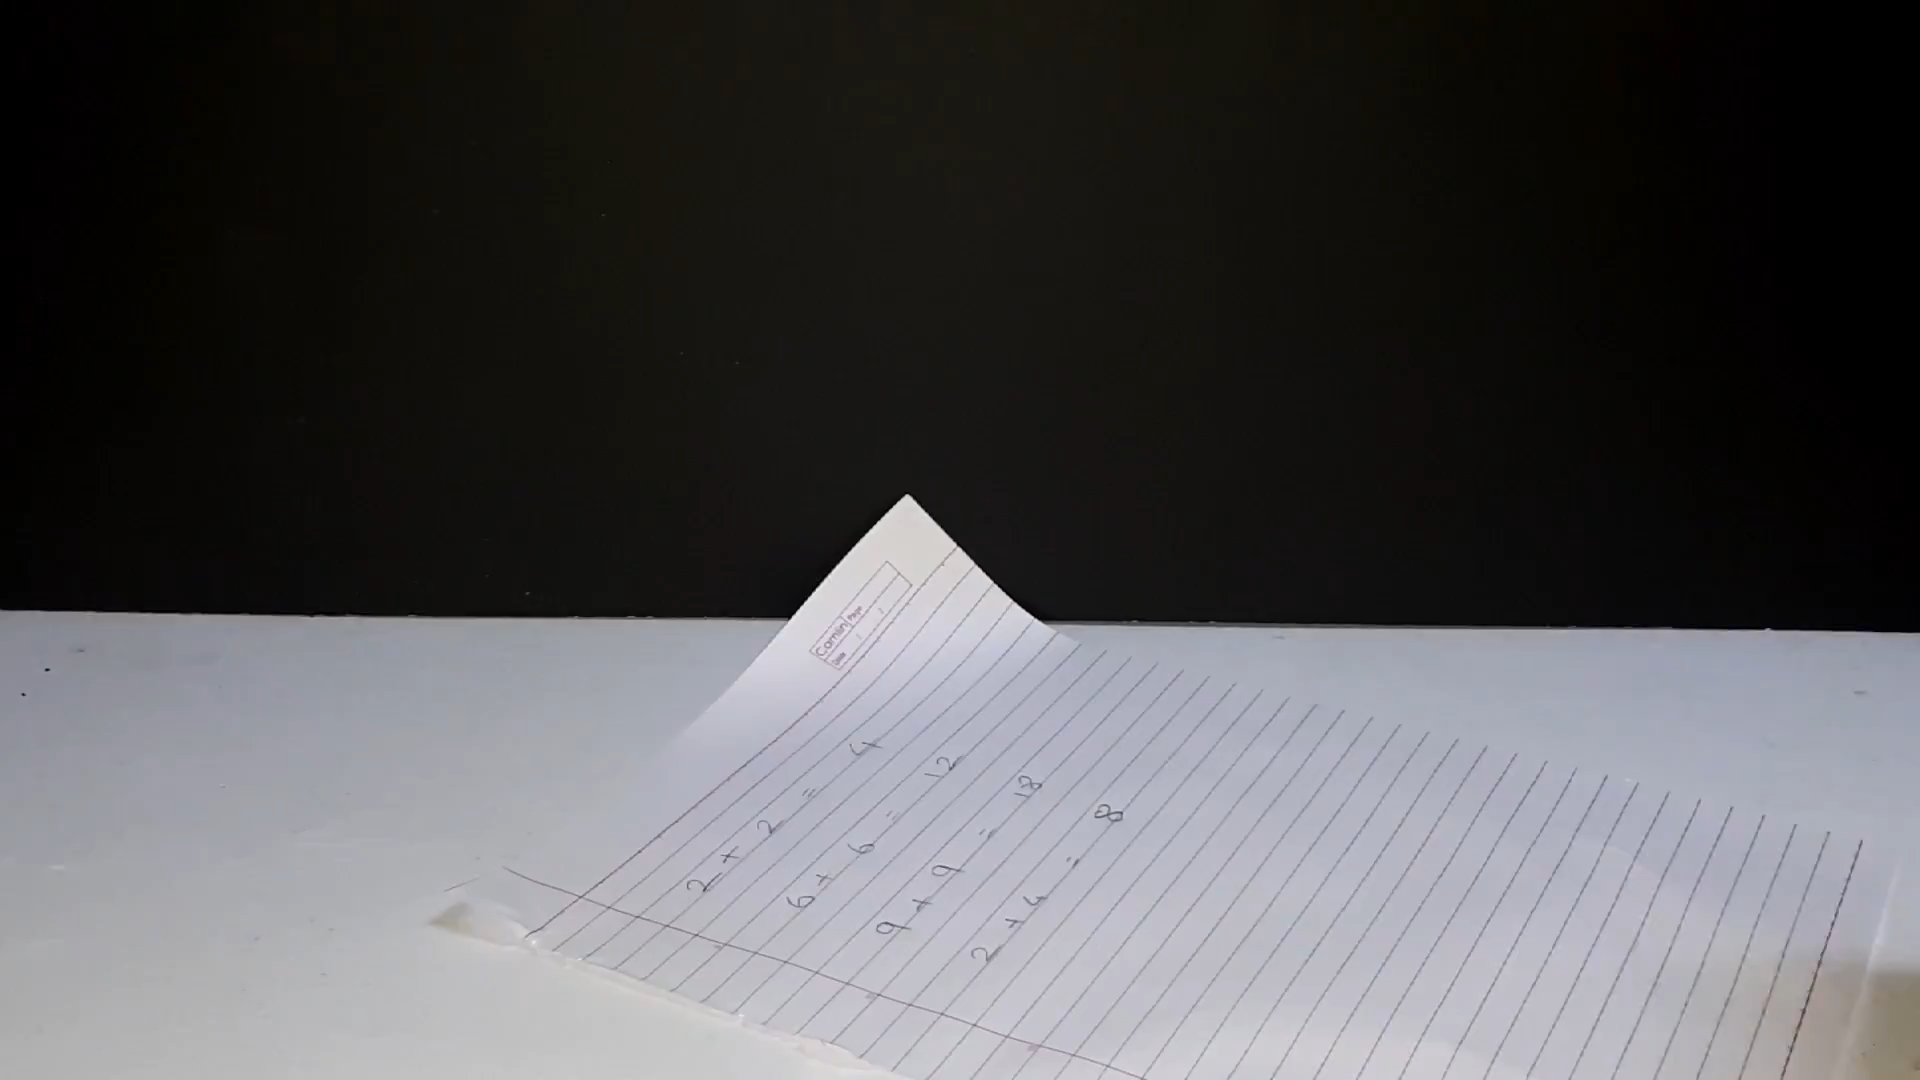 Camlin Page
Date
2 + 2 = 4
6 + 6 = 12
9 + 9 = 18
2 + 4 = 8